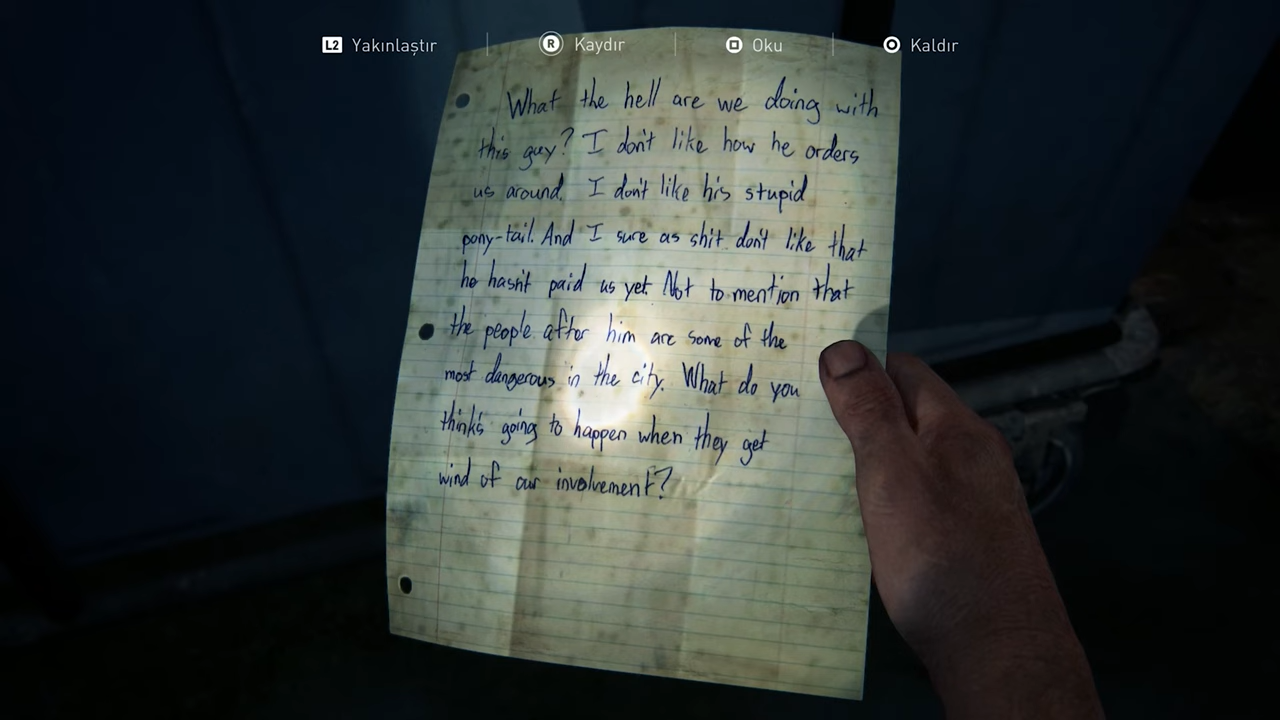 L2 Yakınlaştır R Kaydır Oku Kaldır
What the hell are we doing with
this guy? I don't like how he orders
us around. I don't like his stupid
pony-tail. And I sure as shit don't like that
he hasn't paid us yet. Not to mention that
the people after him are some of the
most dangerous in the city. What do you
think's going to happen when they get
wind of our involvement?